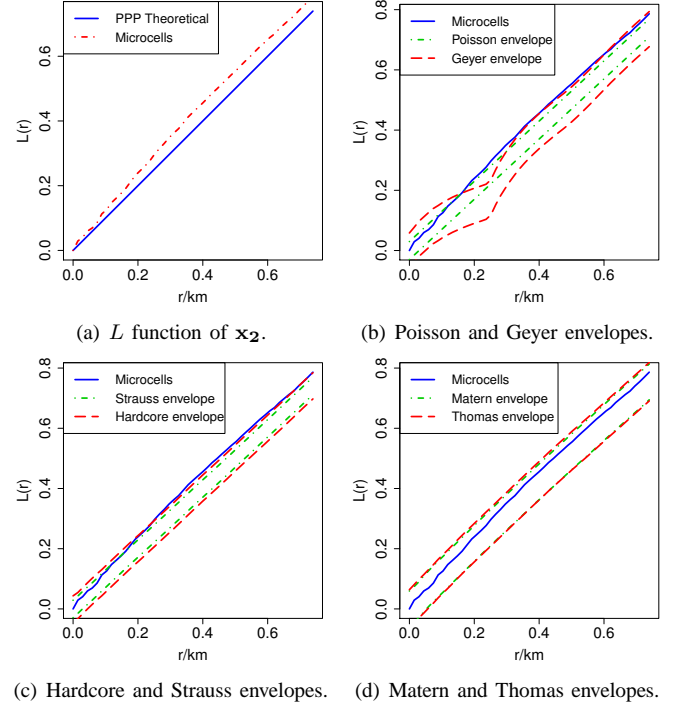 PPP Theoretical
Microcells
L(r)
0.0 0.2 0.4 0.6
0.0 0.2 0.4 0.6
r/km
(a) L function of x₂.
Microcells
Poisson envelope
Geyer envelope
L(r)
0.0 0.2 0.4 0.6 0.8
0.0 0.2 0.4 0.6
r/km
(b) Poisson and Geyer envelopes.
Microcells
Strauss envelope
Hardcore envelope
L(r)
0.0 0.2 0.4 0.6 0.8
0.0 0.2 0.4 0.6
r/km
(c) Hardcore and Strauss envelopes.
Microcells
Matern envelope
Thomas envelope
L(r)
0.0 0.2 0.4 0.6 0.8
0.0 0.2 0.4 0.6
r/km
(d) Matern and Thomas envelopes.